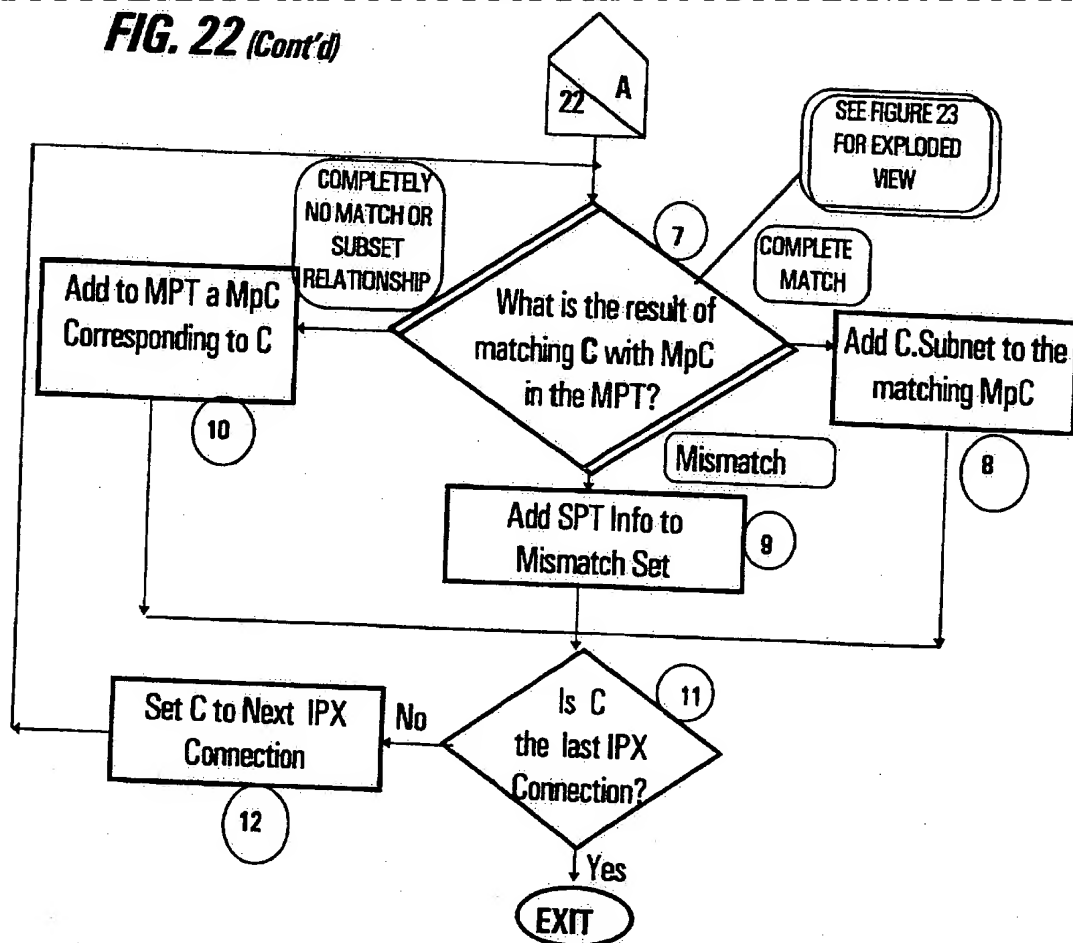 FIG. 22 (Cont'd)
22 A
SEE FIGURE 23
FOR EXPLODED
VIEW
COMPLETELY
NO MATCH OR
SUBSET
RELATIONSHIP
7
COMPLETE
MATCH
Add to MPT a MpC
Corresponding to C
10
What is the result of
matching C with MpC
in the MPT?
Add C.Subnet to the
matching MpC
8
Mismatch
Add SPT Info to
Mismatch Set
9
Is C
the last IPX
Connection?
11
No
Set C to Next IPX
Connection
12
Yes
EXIT